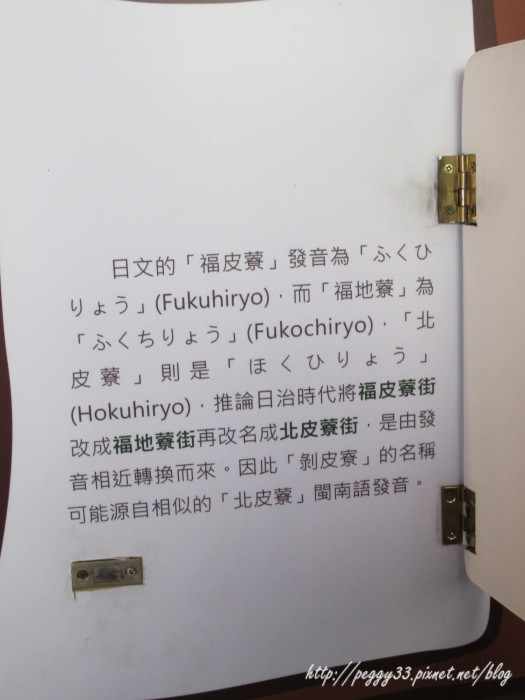 日文的「福皮藔」發音為「ふくひ
りょう」(Fukuhiryo)，而「福地藔」為
「ふくちりょう」(Fukochiryo)，「北
皮藔」則是「ほくひりょう」
(Hokuhiryo)，推論日治時代將福皮藔街
改成福地藔街再改名成北皮藔街，是由發
音相近轉換而來。因此「剝皮寮」的名稱
可能源自相似的「北皮藔」閩南語發音。
http://peggy33.pixnet.net/blog